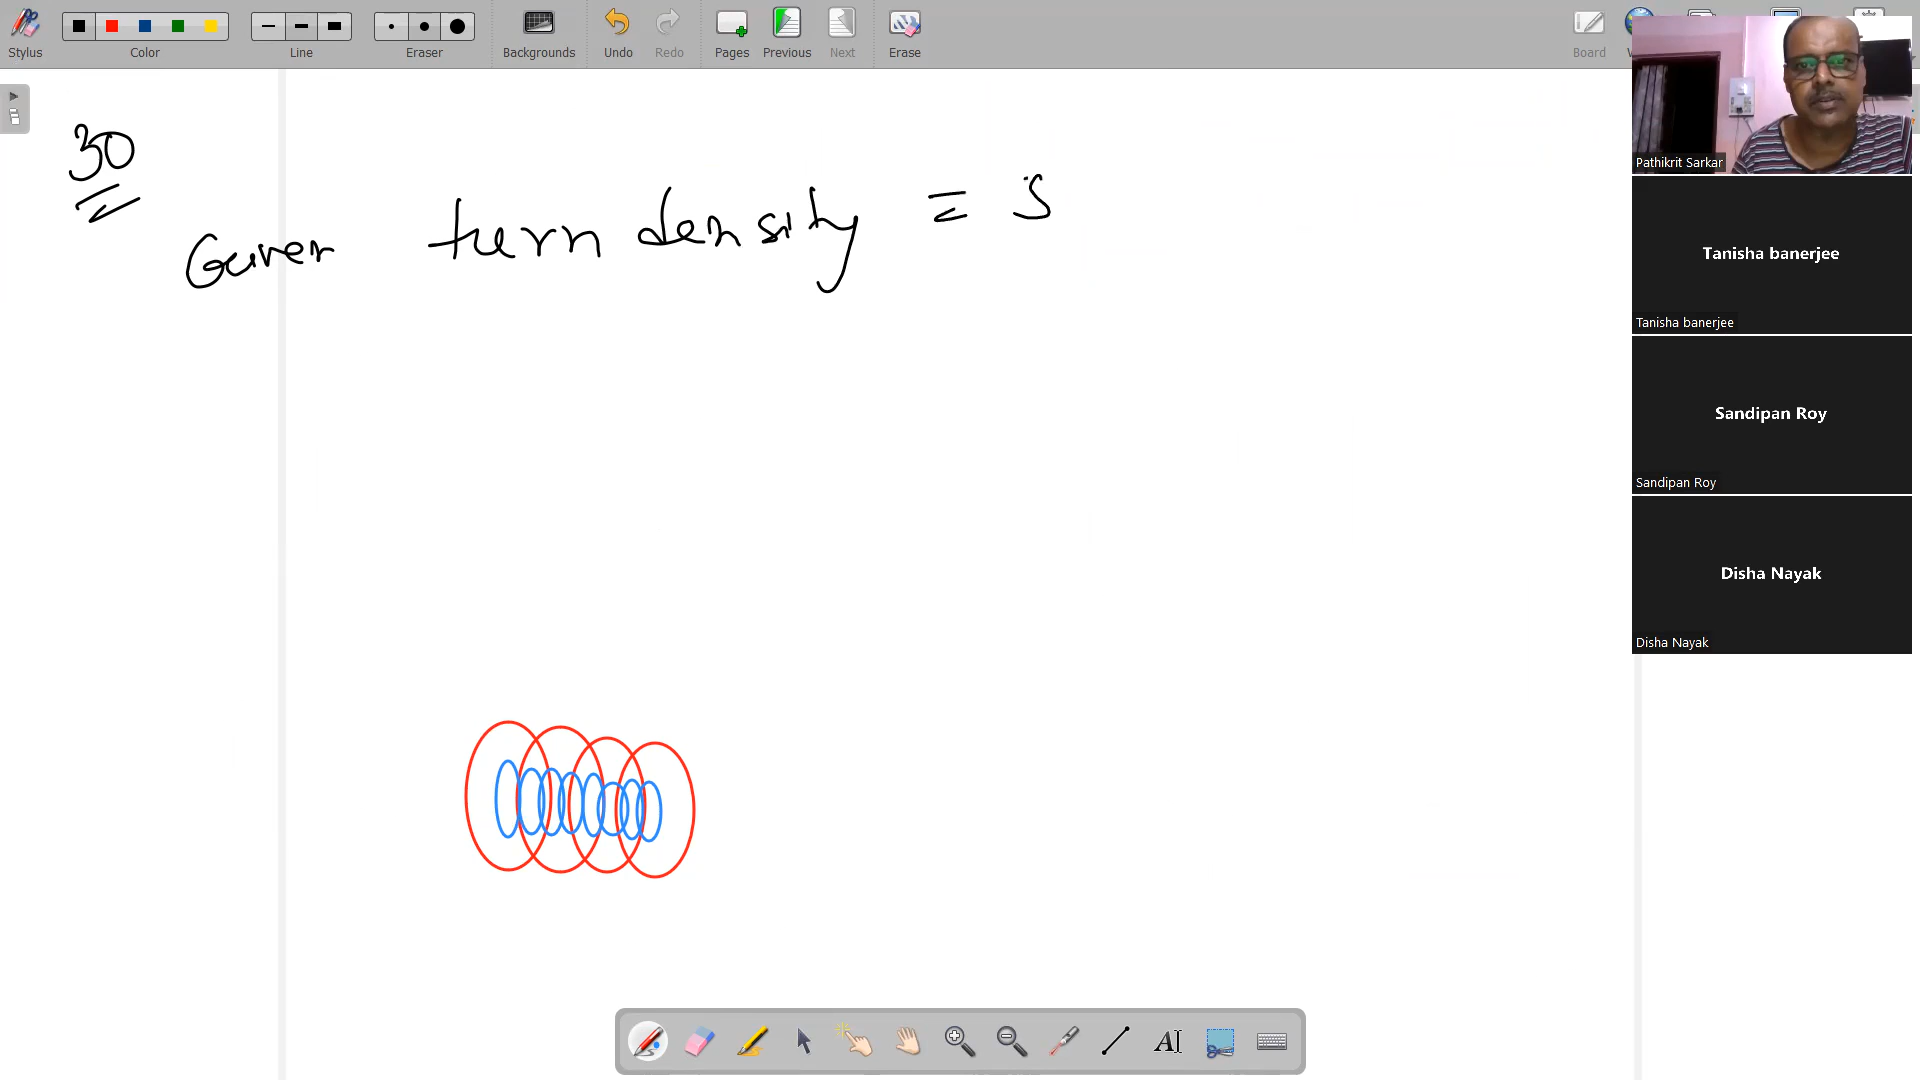 Stylus Color Line Eraser Backgrounds Undo Redo Pages Previous Next Erase Board
30
Given turn density = 5
Pathikrit Sarkar
Tanisha banerjee
Tanisha banerjee
Sandipan Roy
Sandipan Roy
Disha Nayak
Disha Nayak